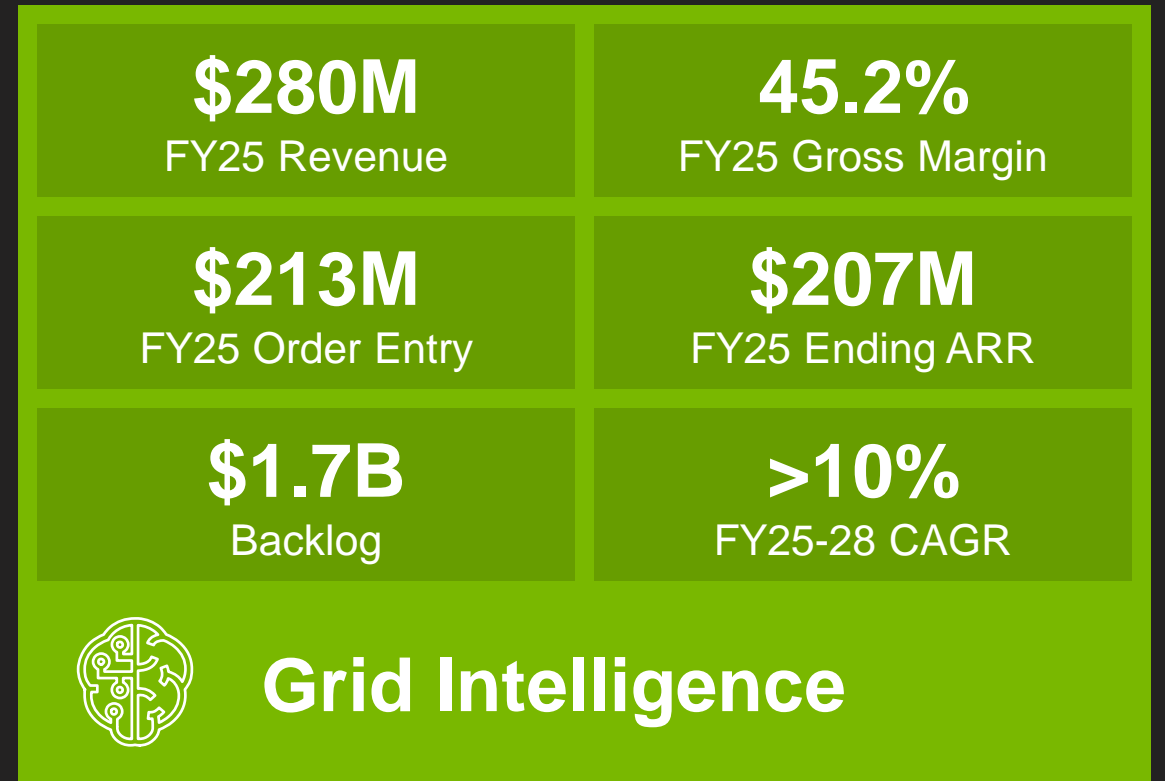 $280M
FY25 Revenue
45.2%
FY25 Gross Margin
$213M
FY25 Order Entry
$207M
FY25 Ending ARR
$1.7B
Backlog
>10%
FY25-28 CAGR
Grid Intelligence